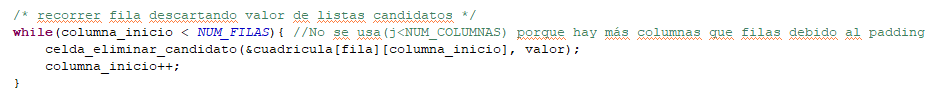 /* recorrer fila descartando valor de listas candidatos */
while(columna_inicio < NUM_FILAS){ //No se usa(j<NUM_COLUMNAS) porque hay más columnas que filas debido al padding
    celda_eliminar_candidato(&cuadricula[fila][columna_inicio], valor);
    columna_inicio++;
}